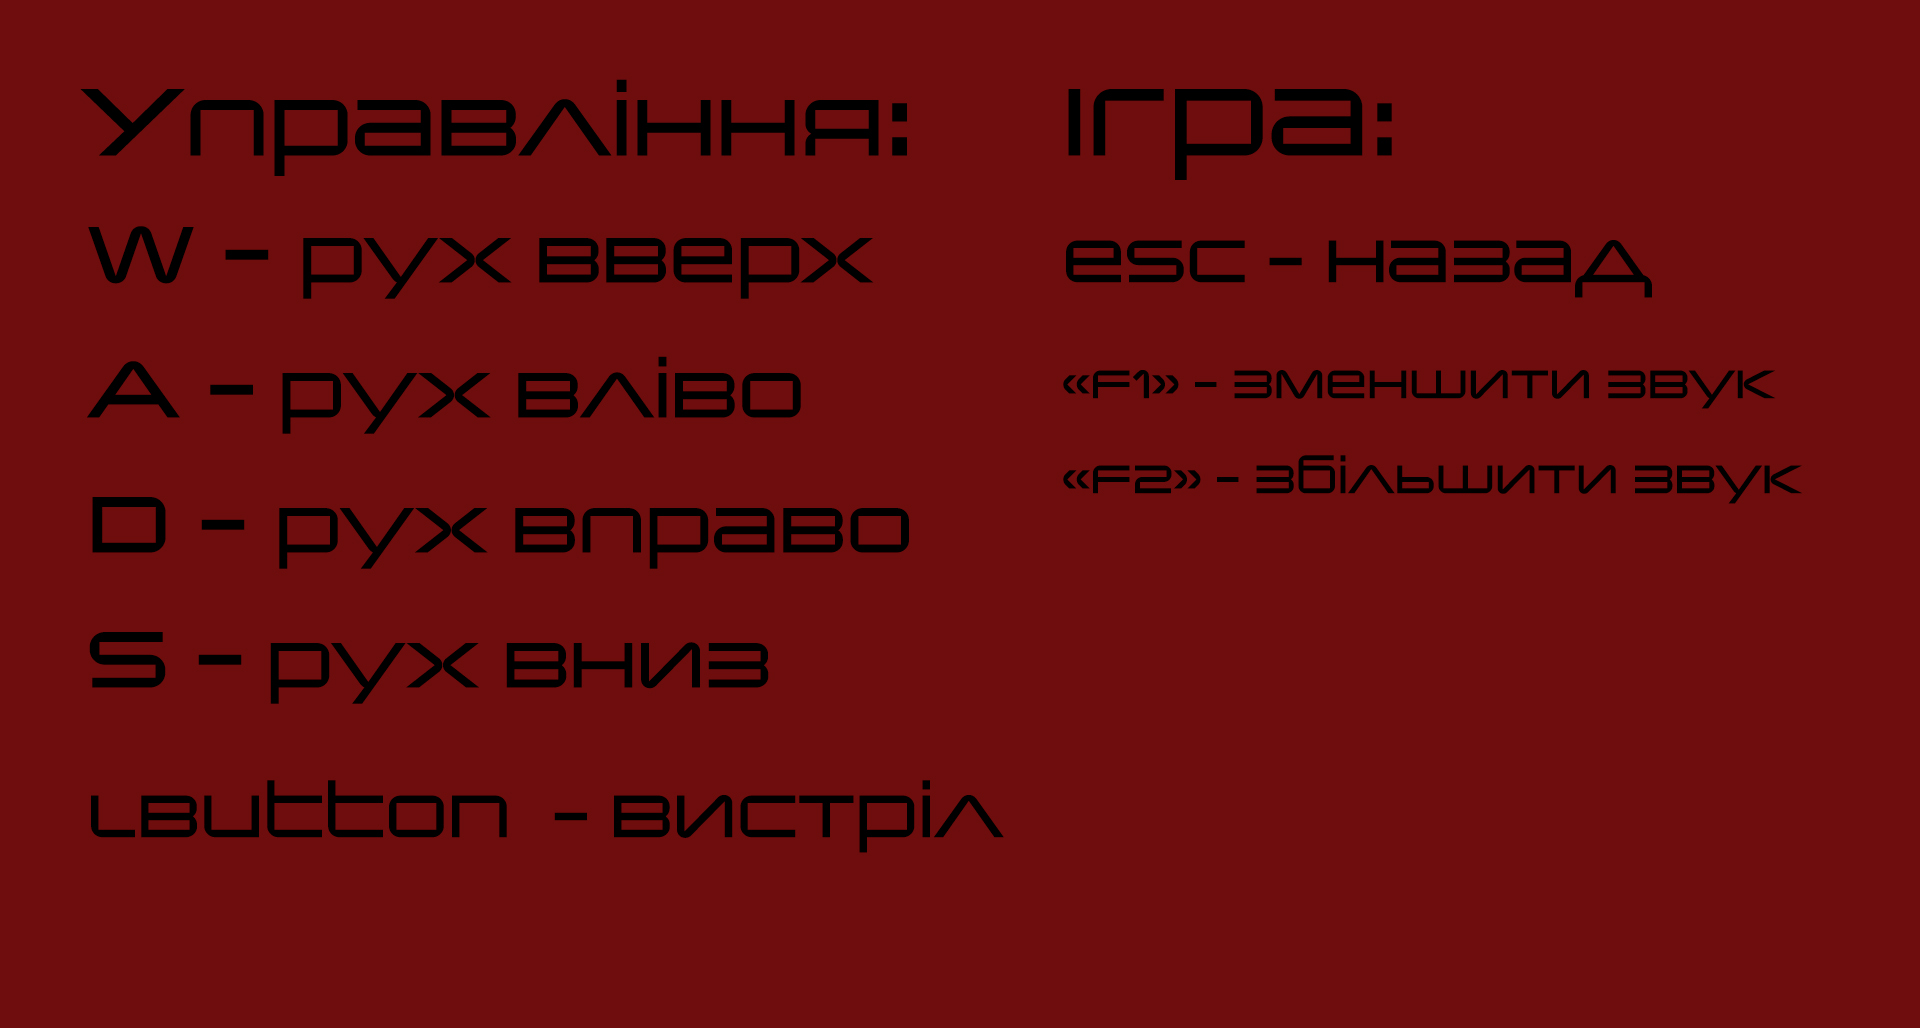 Управління:
W - рух вверх
A - рух вліво
D - рух вправо
S - рух вниз
LButton - вистріл
Ігра:
esc - назад
«F1» - зменшити звук
«F2» - збільшити звук